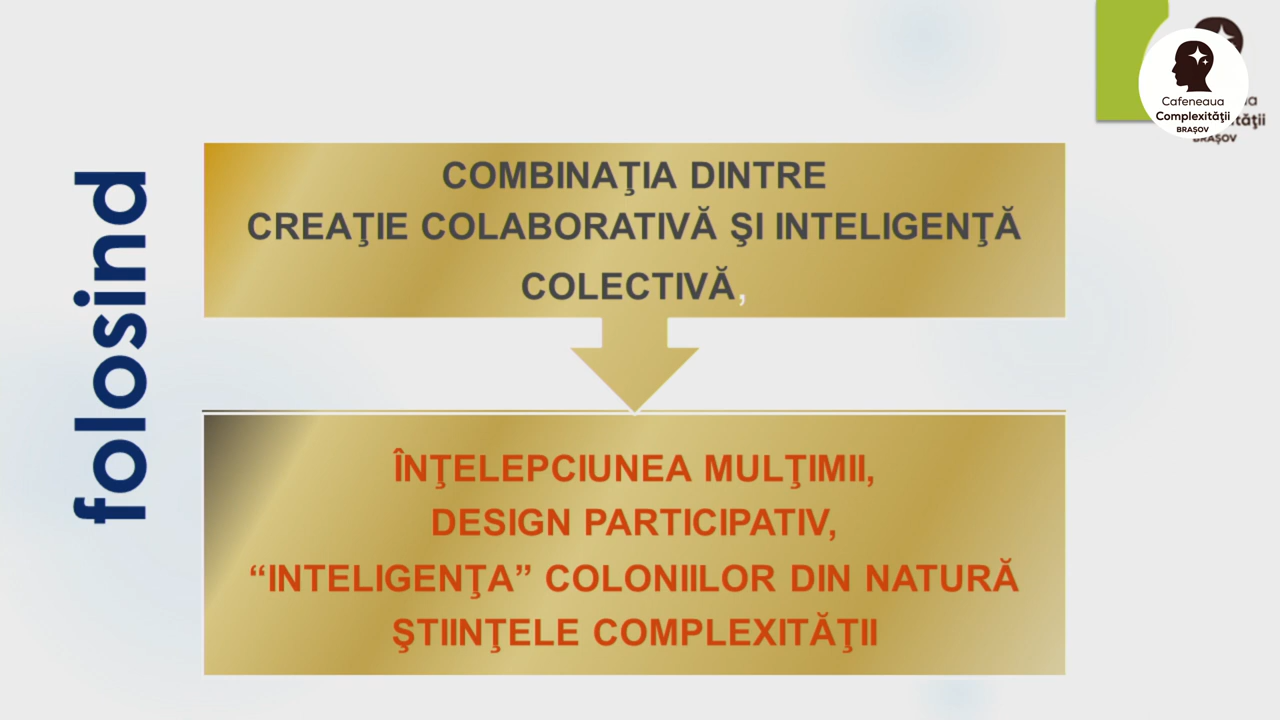 folosind
COMBINAŢIA DINTRE
CREAŢIE COLABORATIVĂ ŞI INTELIGENŢĂ
COLECTIVĂ,
ÎNŢELEPCIUNEA MULŢIMII,
DESIGN PARTICIPATIV,
“INTELIGENŢA” COLONIILOR DIN NATURĂ
ŞTIINŢELE COMPLEXITĂŢII
Cafeneaua
Complexităţii
BRAŞOV